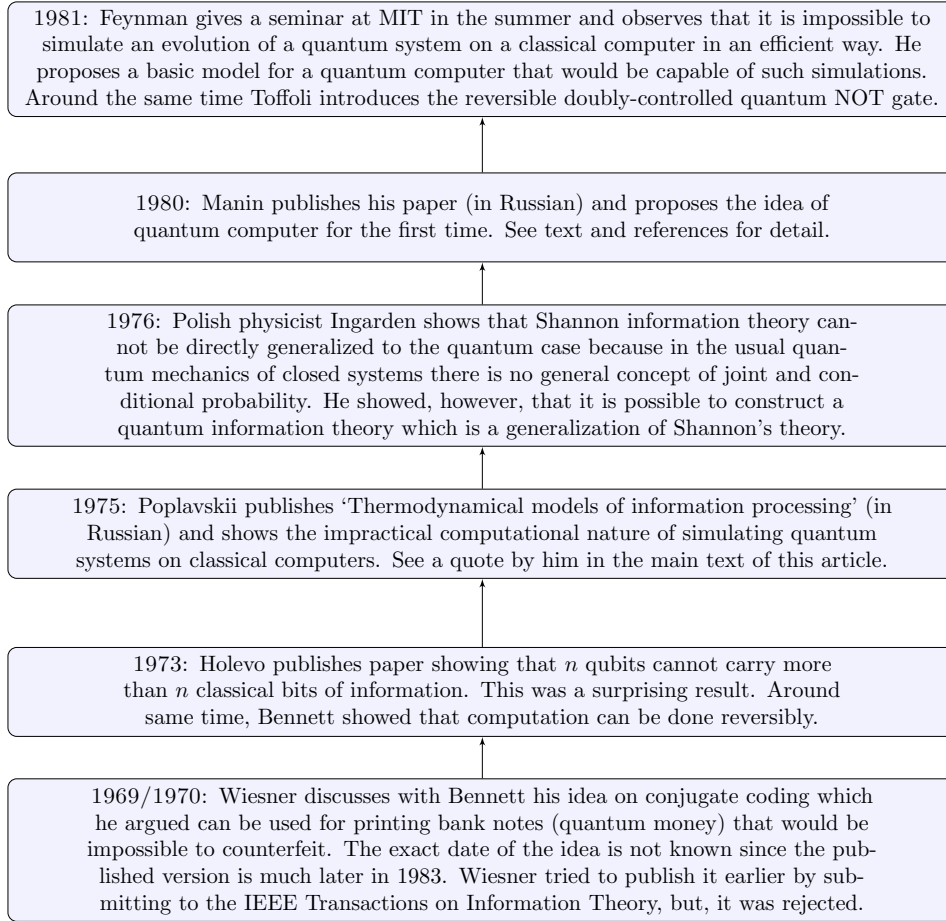 1981: Feynman gives a seminar at MIT in the summer and observes that it is impossible to
simulate an evolution of a quantum system on a classical computer in an efficient way. He
proposes a basic model for a quantum computer that would be capable of such simulations.
Around the same time Toffoli introduces the reversible doubly-controlled quantum NOT gate.
1980: Manin publishes his paper (in Russian) and proposes the idea of
quantum computer for the first time. See text and references for detail.
1976: Polish physicist Ingarden shows that Shannon information theory can-
not be directly generalized to the quantum case because in the usual quan-
tum mechanics of closed systems there is no general concept of joint and con-
ditional probability. He showed, however, that it is possible to construct a
quantum information theory which is a generalization of Shannon's theory.
1975: Poplavskii publishes ‘Thermodynamical models of information processing’ (in
Russian) and shows the impractical computational nature of simulating quantum
systems on classical computers. See a quote by him in the main text of this article.
1973: Holevo publishes paper showing that n qubits cannot carry more
than n classical bits of information. This was a surprising result. Around
same time, Bennett showed that computation can be done reversibly.
1969/1970: Wiesner discusses with Bennett his idea on conjugate coding which
he argued can be used for printing bank notes (quantum money) that would be
impossible to counterfeit. The exact date of the idea is not known since the pub-
lished version is much later in 1983. Wiesner tried to publish it earlier by sub-
mitting to the IEEE Transactions on Information Theory, but, it was rejected.